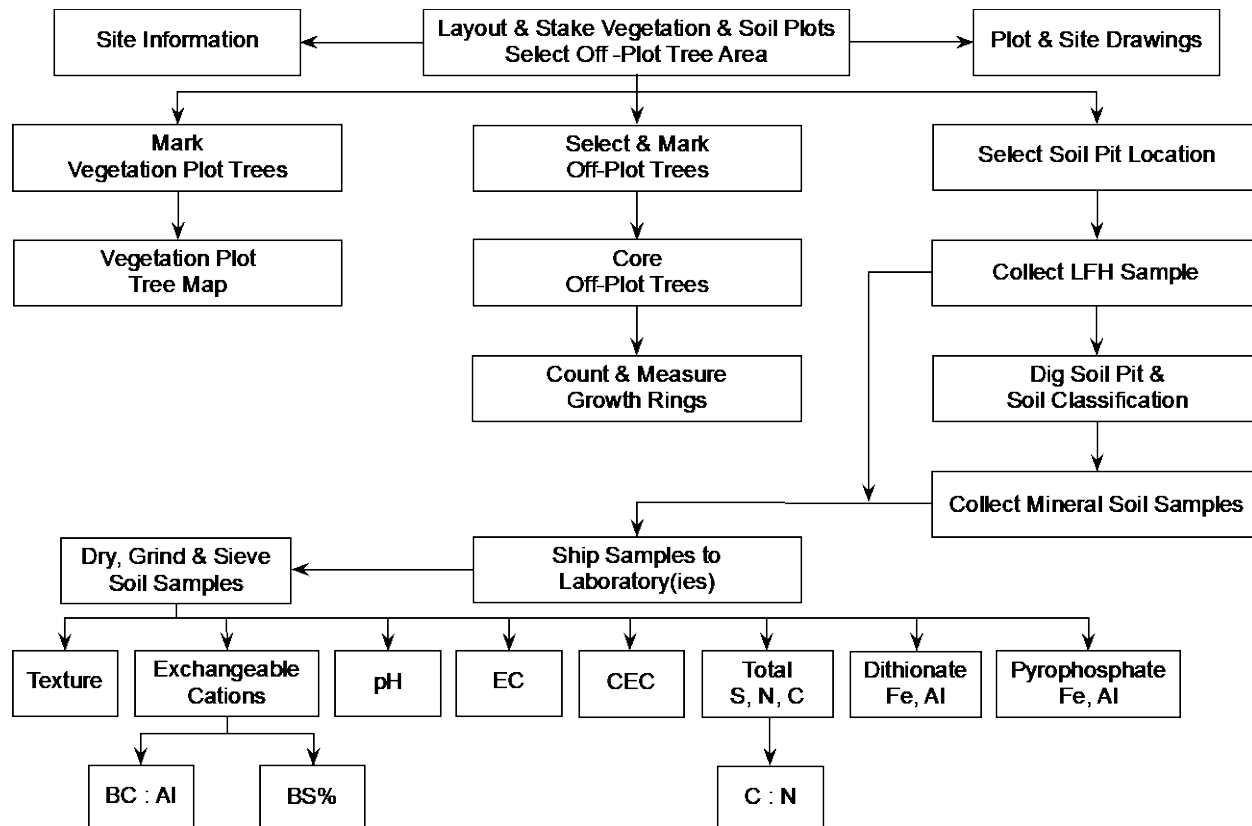 Site Information
Layout & Stake Vegetation & Soil Plots
Select Off -Plot Tree Area
Plot & Site Drawings
Mark
Vegetation Plot Trees
Select & Mark
Off-Plot Trees
Select Soil Pit Location
Vegetation Plot
Tree Map
Core
Off-Plot Trees
Collect LFH Sample
Count & Measure
Growth Rings
Dig Soil Pit &
Soil Classification
Collect Mineral Soil Samples
Dry, Grind & Sieve
Soil Samples
Ship Samples to
Laboratory(ies)
Texture
Exchangeable
Cations
pH
EC
CEC
Total
S, N, C
Dithionate
Fe, Al
Pyrophosphate
Fe, Al
BC : Al
BS%
C : N